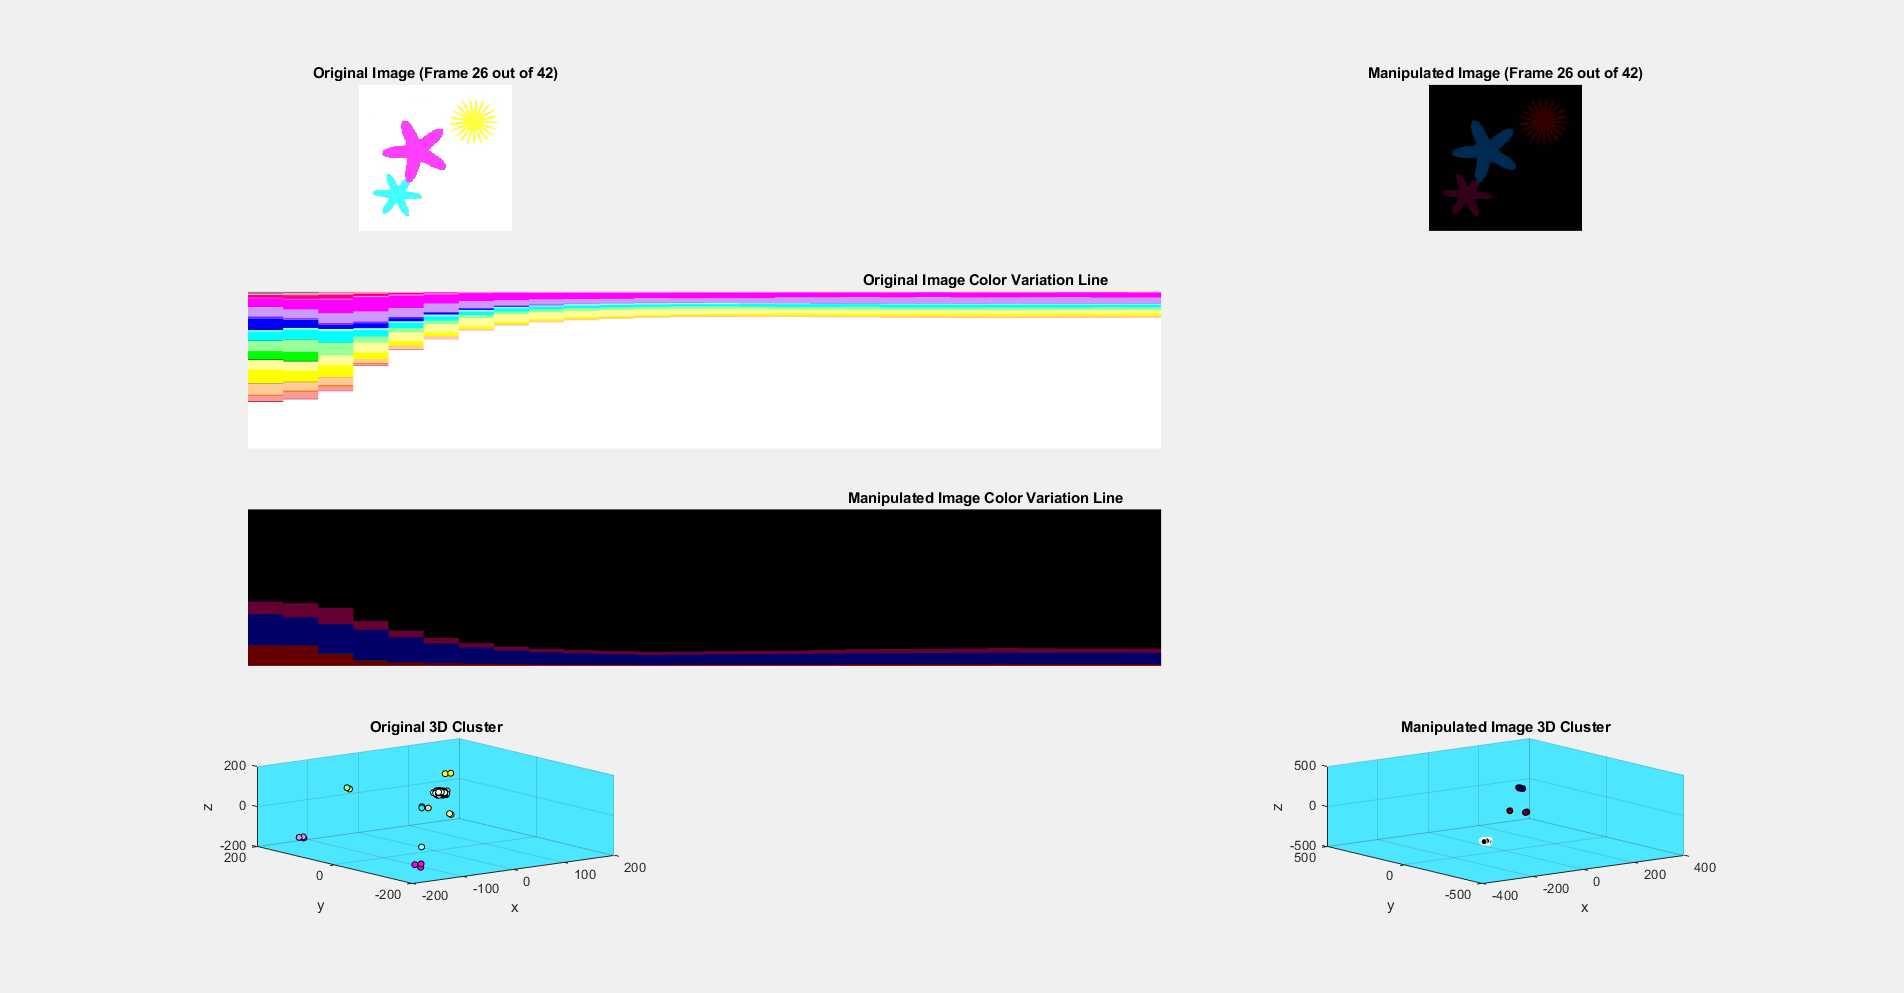 Original Image (Frame 26 out of 42)
Manipulated Image (Frame 26 out of 42)
Original Image Color Variation Line
Manipulated Image Color Variation Line
Original 3D Cluster
200
0
-200
z
200
0
-200
y
-200
-100
0
100
200
x
Manipulated Image 3D Cluster
500
0
-500
z
500
0
-500
y
-400
-200
0
200
400
x